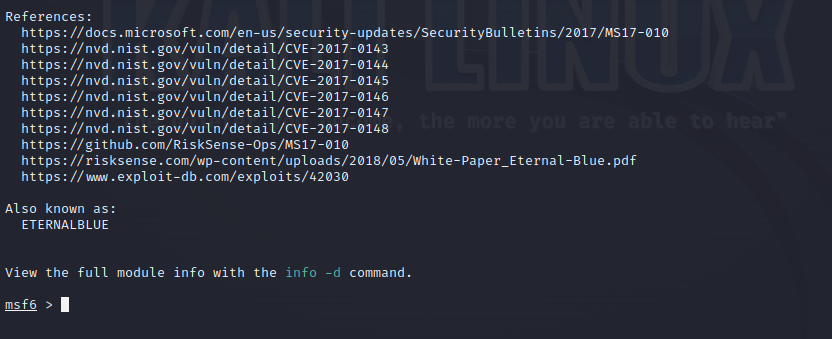 KALI LINUX
References:
https://docs.microsoft.com/en-us/security-updates/SecurityBulletins/2017/MS17-010
https://nvd.nist.gov/vuln/detail/CVE-2017-0143
https://nvd.nist.gov/vuln/detail/CVE-2017-0144
https://nvd.nist.gov/vuln/detail/CVE-2017-0145
https://nvd.nist.gov/vuln/detail/CVE-2017-0146
https://nvd.nist.gov/vuln/detail/CVE-2017-0147
https://nvd.nist.gov/vuln/detail/CVE-2017-0148
, the more you are able to hear"
https://github.com/RiskSense-Ops/MS17-010
https://risksense.com/wp-content/uploads/2018/05/White-Paper_Eternal-Blue.pdf
https://www.exploit-db.com/exploits/42030
Also known as:
ETERNALBLUE
View the full module info with the info -d command.
msf6 >